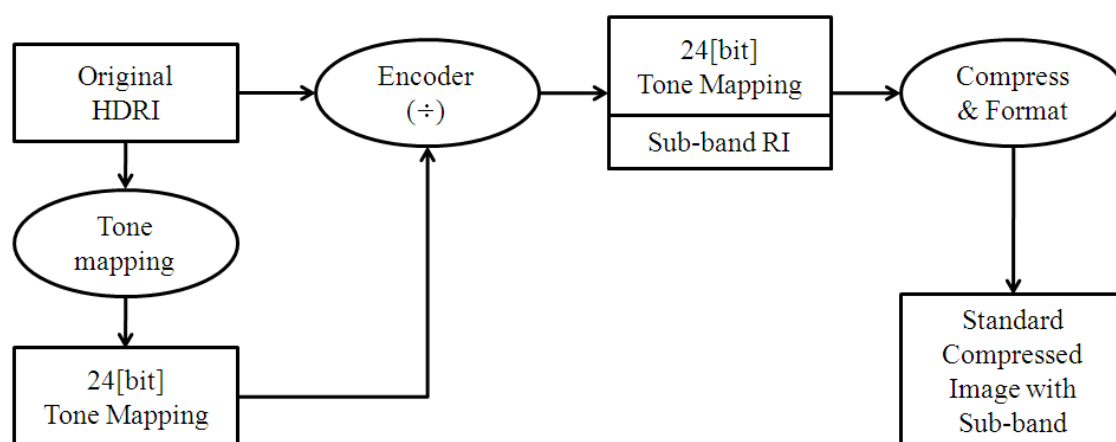 Original
HDRI
Encoder
(÷)
24[bit]
Tone Mapping
Sub-band RI
Compress
& Format
Tone
mapping
24[bit]
Tone Mapping
Standard
Compressed
Image with
Sub-band